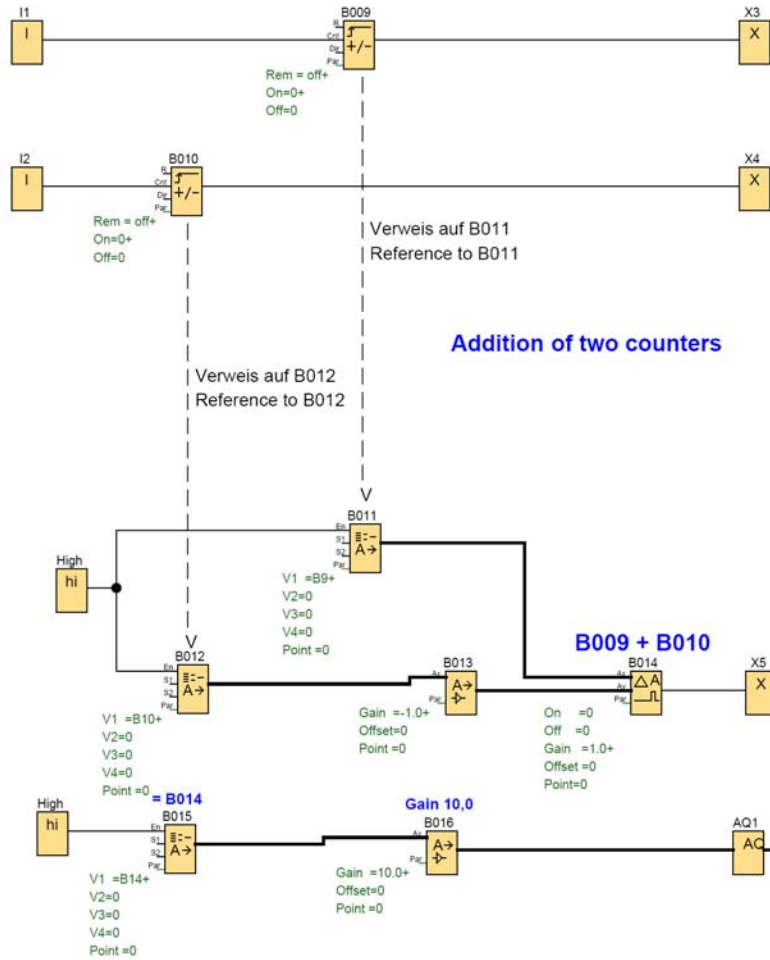 I1
I
B009
R
Cnt
Dir
Par
+/-
Rem = off+
On=0+
Off=0
X3
X
I2
I
B010
R
Cnt
Dir
Par
+/-
Rem = off+
On=0+
Off=0
X4
X
Verweis auf B011
Reference to B011
Addition of two counters
Verweis auf B012
Reference to B012
V
B011
En
S1
S2
Par
A→
V1 =B9+
V2=0
V3=0
V4=0
Point =0
High
hi
V
B012
En
S1
S2
Par
A→
V1 =B10+
V2=0
V3=0
V4=0
Point =0
B013
Ax
Par
A→
Gain =-1.0+
Offset=0
Point =0
B009 + B010
B014
Ax
Ay
Par
△A
On =0
Off =0
Gain =1.0+
Offset =0
Point=0
X5
X
High
hi
= B014
B015
En
S1
S2
Par
A→
V1 =B14+
V2=0
V3=0
V4=0
Point =0
Gain 10,0
B016
Ax
Par
A→
Gain =10.0+
Offset=0
Point =0
AQ1
AQ